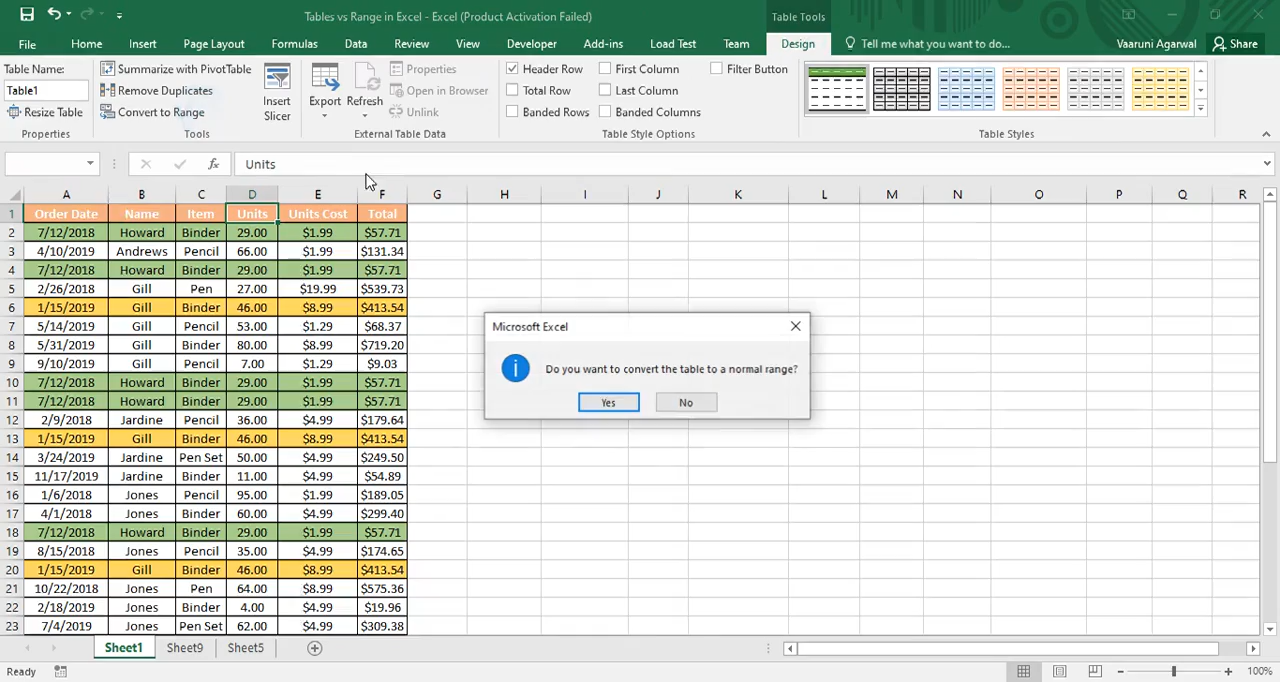 Tables vs Range in Excel - Excel (Product Activation Failed)
Table Tools
File Home Insert Page Layout Formulas Data Review View Developer Add-ins Load Test Team Design Tell me what you want to do... Vaaruni Agarwal Share
Table Name:
Table1
Resize Table
Properties
Summarize with PivotTable
Remove Duplicates
Convert to Range
Tools
Insert
Slicer
Export
Refresh
Properties
Open in Browser
Unlink
External Table Data
Header Row First Column Filter Button
Total Row Last Column
Banded Rows Banded Columns
Table Style Options
Table Styles
fx Units
A B C D E F G H I J K L M N O P Q R
1 Order Date Name Item Units Units Cost Total
2 7/12/2018 Howard Binder 29.00 $1.99 $57.71
3 4/10/2019 Andrews Pencil 66.00 $1.99 $131.34
4 7/12/2018 Howard Binder 29.00 $1.99 $57.71
5 2/26/2018 Gill Pen 27.00 $19.99 $539.73
6 1/15/2019 Gill Binder 46.00 $8.99 $413.54
7 5/14/2019 Gill Pencil 53.00 $1.29 $68.37
8 5/31/2019 Gill Binder 80.00 $8.99 $719.20
9 9/10/2019 Gill Pencil 7.00 $1.29 $9.03
10 7/12/2018 Howard Binder 29.00 $1.99 $57.71
11 7/12/2018 Howard Binder 29.00 $1.99 $57.71
12 2/9/2018 Jardine Pencil 36.00 $4.99 $179.64
13 1/15/2019 Gill Binder 46.00 $8.99 $413.54
14 3/24/2019 Jardine Pen Set 50.00 $4.99 $249.50
15 11/17/2019 Jardine Binder 11.00 $4.99 $54.89
16 1/6/2018 Jones Pencil 95.00 $1.99 $189.05
17 4/1/2018 Jones Binder 60.00 $4.99 $299.40
18 7/12/2018 Howard Binder 29.00 $1.99 $57.71
19 8/15/2018 Jones Pencil 35.00 $4.99 $174.65
20 1/15/2019 Gill Binder 46.00 $8.99 $413.54
21 10/22/2018 Jones Pen 64.00 $8.99 $575.36
22 2/18/2019 Jones Binder 4.00 $4.99 $19.96
23 7/4/2019 Jones Pen Set 62.00 $4.99 $309.38
Microsoft Excel
Do you want to convert the table to a normal range?
Yes No
Sheet1 Sheet9 Sheet5
Ready 100%